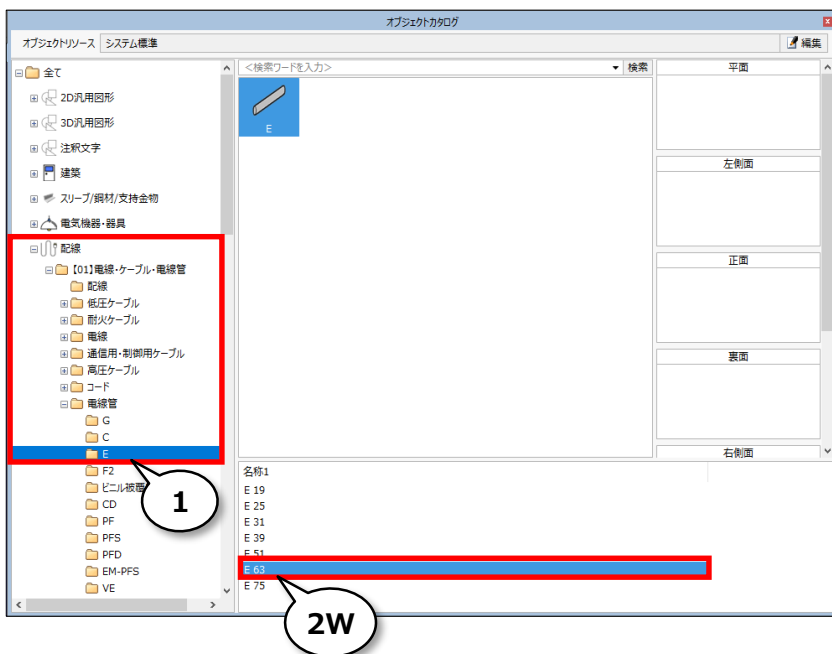 オブジェクトカタログ
オブジェクトリソース システム標準 編集
全て
2D汎用図形
3D汎用図形
注釈文字
建築
スリーブ/鋼材/支持金物
電気機器・器具
配線
【01】電線・ケーブル・電線管
配線
低圧ケーブル
耐火ケーブル
電線
通信用・制御用ケーブル
高圧ケーブル
コード
電線管
G
C
E
F2
ビニル被覆
CD
PF
PFS
PFD
EM-PFS
VE
1
<検索ワードを入力> 検索
E
平面
左側面
正面
裏面
右側面
名称1
E 19
E 25
E 31
E 39
E 51
E 63
E 75
2W